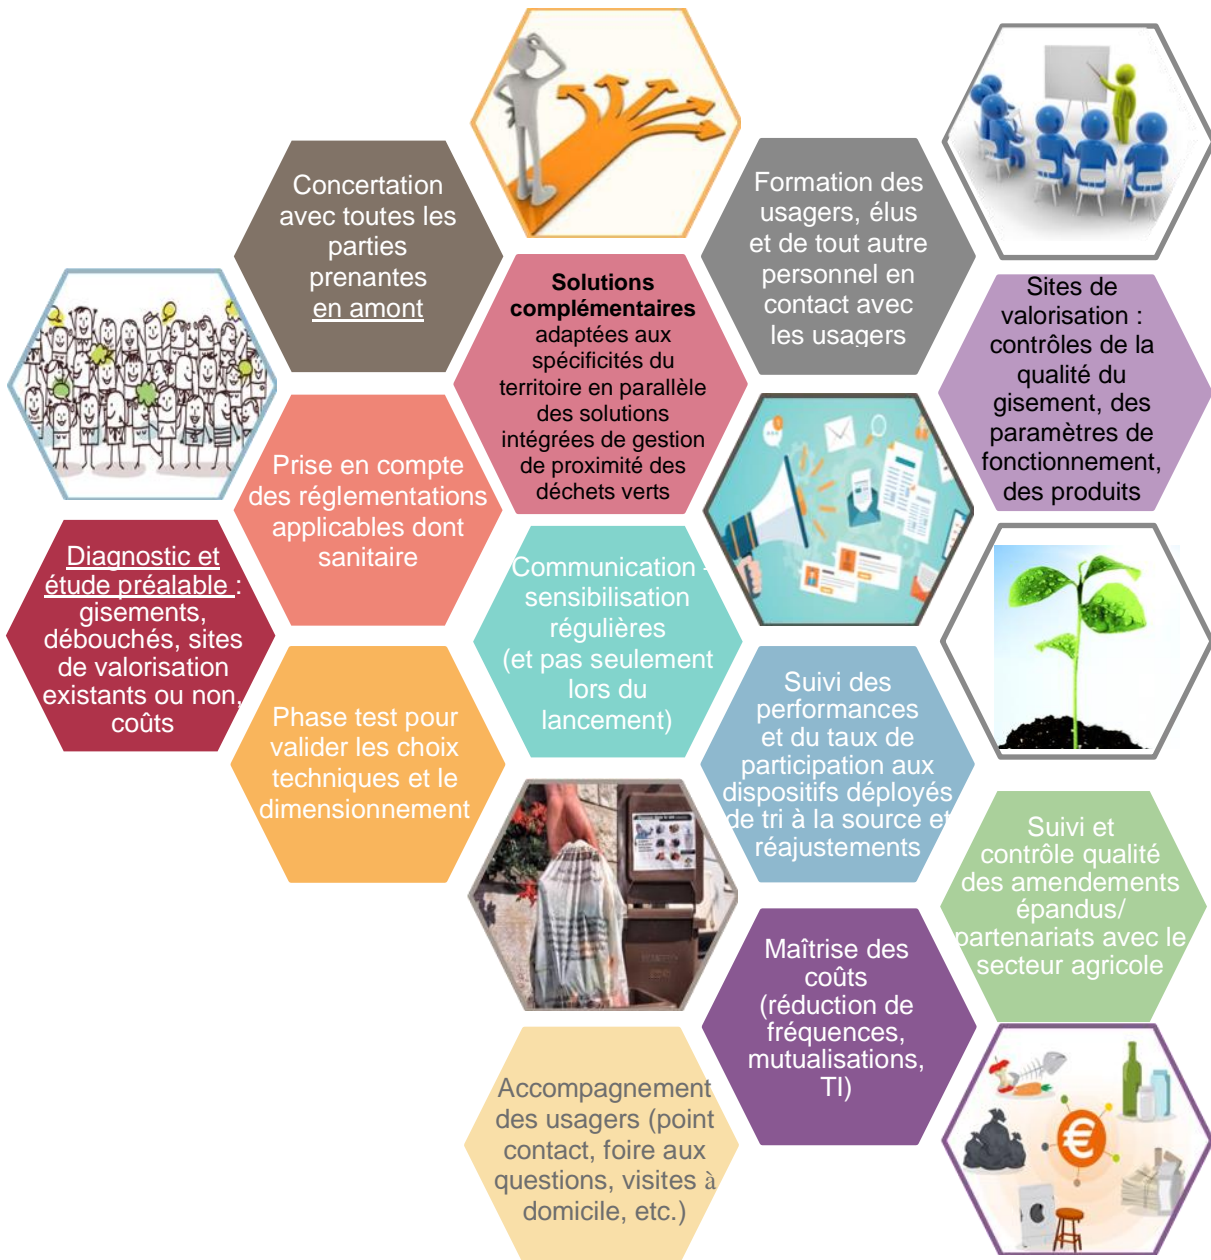 Concertation
avec toutes les
parties
prenantes
en amont
Formation des
usagers, élus
et de tout autre
personnel en
contact avec
les usagers
Solutions
complémentaires
adaptées aux
spécificités du
territoire en parallèle
des solutions
intégrées de gestion
de proximité des
déchets verts
Sites de
valorisation :
contrôles de la
qualité du
gisement, des
paramètres de
fonctionnement,
des produits
Prise en compte
des réglementations
applicables dont
sanitaire
Diagnostic et
étude préalable :
gisements,
débouchés, sites
de valorisation
existants ou non,
coûts
Communication -
sensibilisation
régulières
(et pas seulement
lors du
lancement)
Phase test pour
valider les choix
techniques et le
dimensionnement
Suivi des
performances
et du taux de
participation aux
dispositifs déployés
de tri à la source et
réajustements
Suivi et
contrôle qualité
des amendements
épandus/
partenariats avec le
secteur agricole
Maîtrise des
coûts
(réduction de
fréquences,
mutualisations,
TI)
Accompagnement
des usagers (point
contact, foire aux
questions, visites à
domicile, etc.)
€